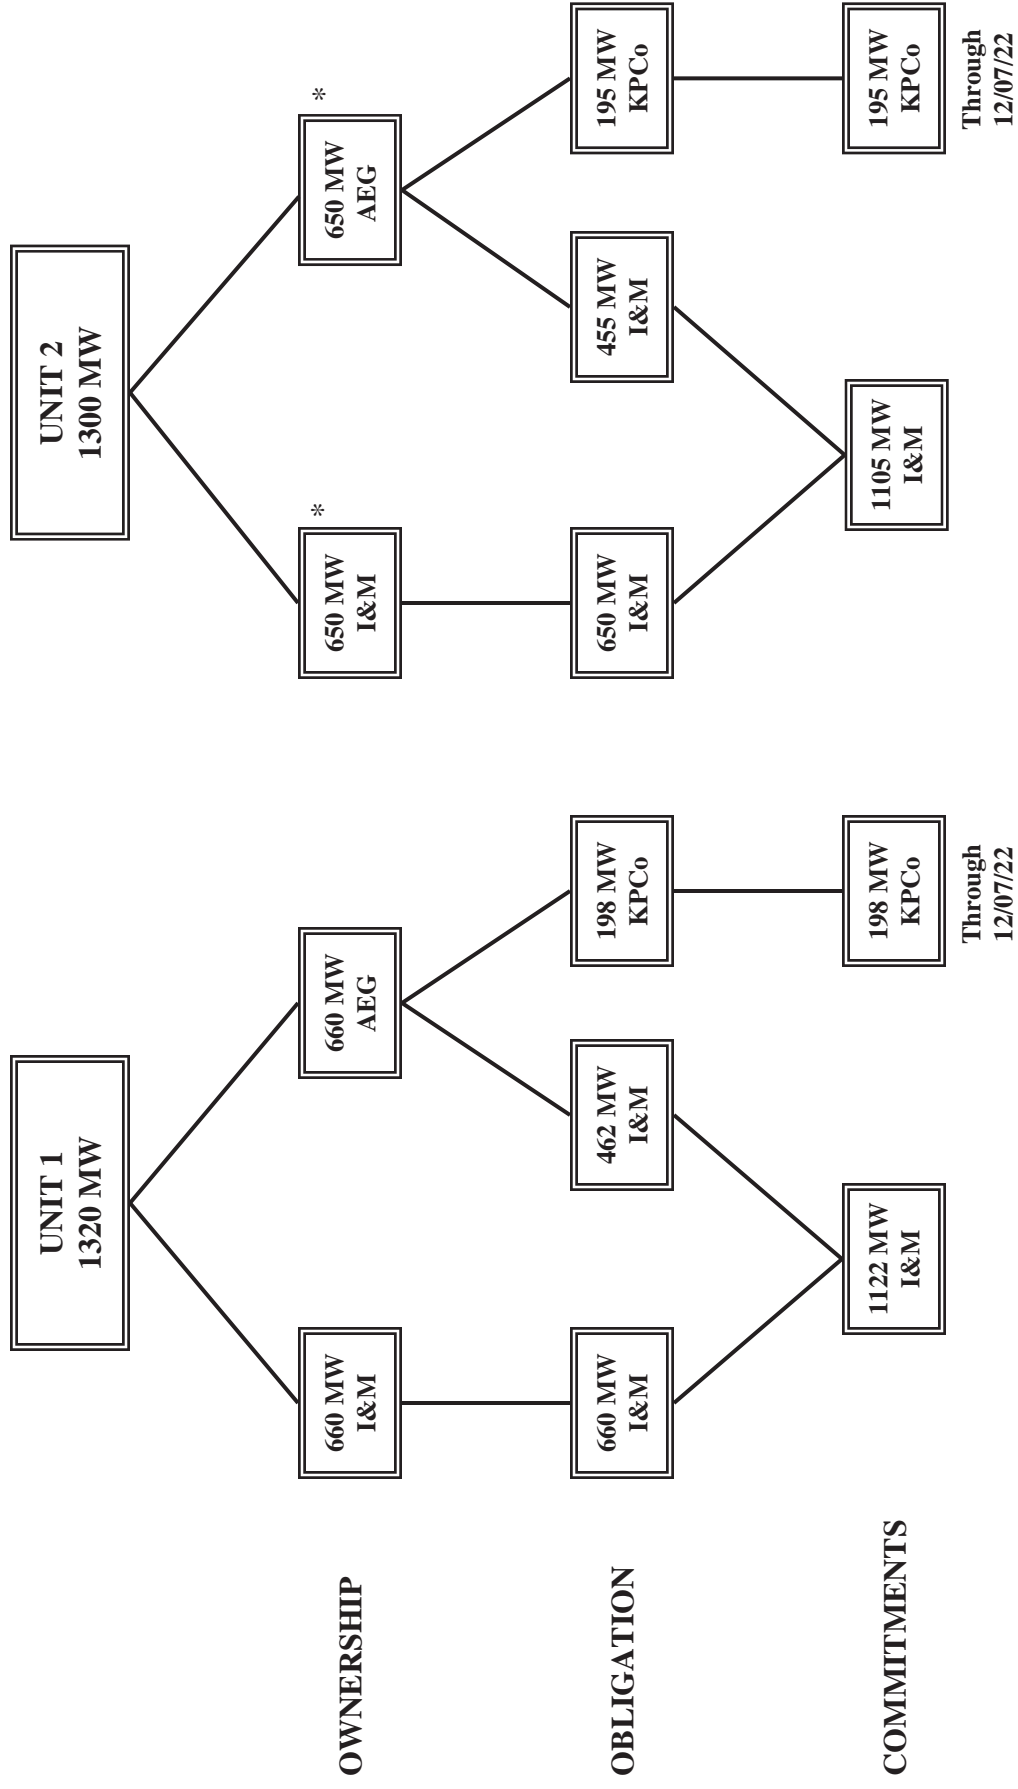 UNIT 1
1320 MW
UNIT 2
1300 MW
OWNERSHIP
660 MW
I&M
660 MW
AEG
650 MW
I&M
*
650 MW
AEG
*
OBLIGATION
660 MW
I&M
462 MW
I&M
198 MW
KPCo
650 MW
I&M
455 MW
I&M
195 MW
KPCo
COMMITMENTS
1122 MW
I&M
198 MW
KPCo
Through
12/07/22
1105 MW
I&M
195 MW
KPCo
Through
12/07/22